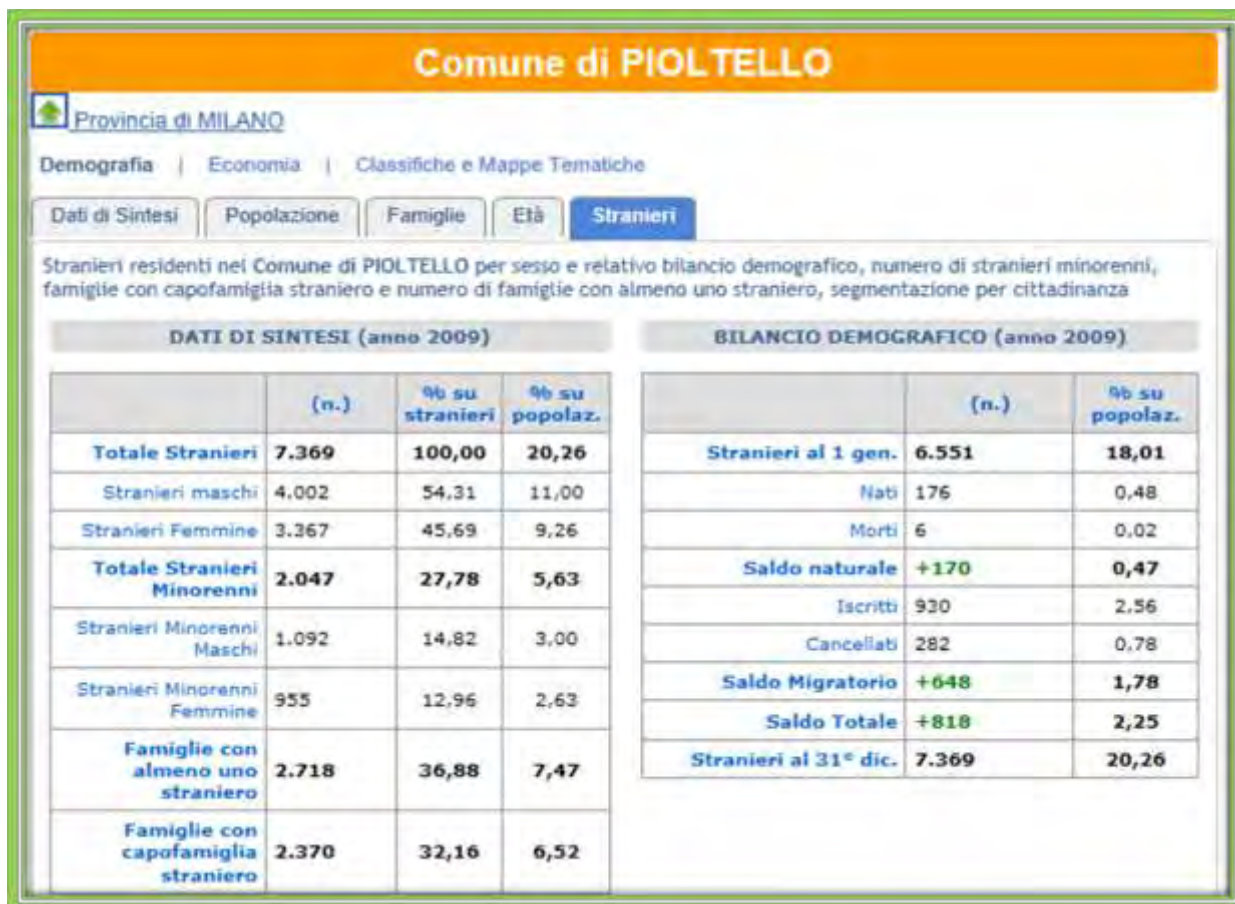 Comune di PIOLTELLO
Provincia di MILANO
Demografia | Economia | Classifiche e Mappe Tematiche
Dati di Sintesi Popolazione Famiglie Età Stranieri
Stranieri residenti nel Comune di PIOLTELLO per sesso e relativo bilancio demografico, numero di stranieri minorenni,
famiglie con capofamiglia straniero e numero di famiglie con almeno uno straniero, segmentazione per cittadinanza
DATI DI SINTESI (anno 2009)
(n.) % su stranieri % su popolaz.
Totale Stranieri 7.369 100,00 20,26
Stranieri maschi 4.002 54,31 11,00
Stranieri Femmine 3.367 45,69 9,26
Totale Stranieri Minorenni 2.047 27,78 5,63
Stranieri Minorenni Maschi 1.092 14,82 3,00
Stranieri Minorenni Femmine 955 12,96 2,63
Famiglie con almeno uno straniero 2.718 36,88 7,47
Famiglie con capofamiglia straniero 2.370 32,16 6,52
BILANCIO DEMOGRAFICO (anno 2009)
(n.) % su popolaz.
Stranieri al 1 gen. 6.551 18,01
Nati 176 0,48
Morti 6 0,02
Saldo naturale +170 0,47
Iscritti 930 2,56
Cancellati 282 0,78
Saldo Migratorio +648 1,78
Saldo Totale +818 2,25
Stranieri al 31° dic. 7.369 20,26